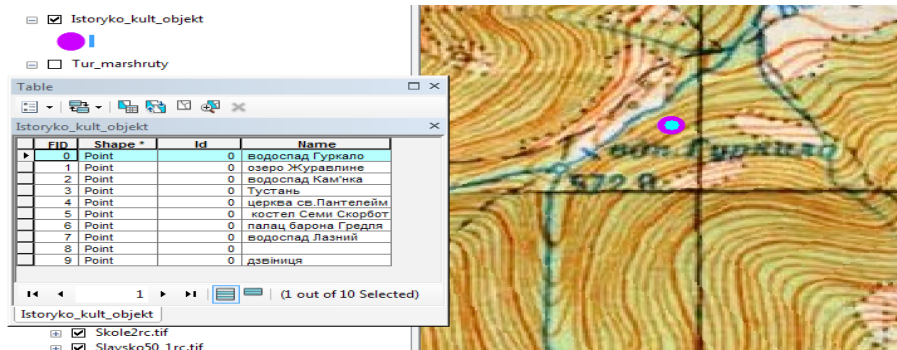 Istoryko_kult_objekt
Tur_marshruty
Table
Istoryko_kult_objekt
FID Shape * Id Name
0 Point 0 водоспад Гуркало
1 Point 0 озеро Журавлине
2 Point 0 водоспад Кам'нка
3 Point 0 Тустань
4 Point 0 церква св.Пантелейм
5 Point 0 костел Семи Скорбот
6 Point 0 палац барона Гредля
7 Point 0 водоспад Лазний
8 Point 0
9 Point 0 дзвіниця
1 (1 out of 10 Selected)
Istoryko_kult_objekt
Skole2rc.tif
Slavsko50_1rc.tif
вдп. Гуркало
572.8